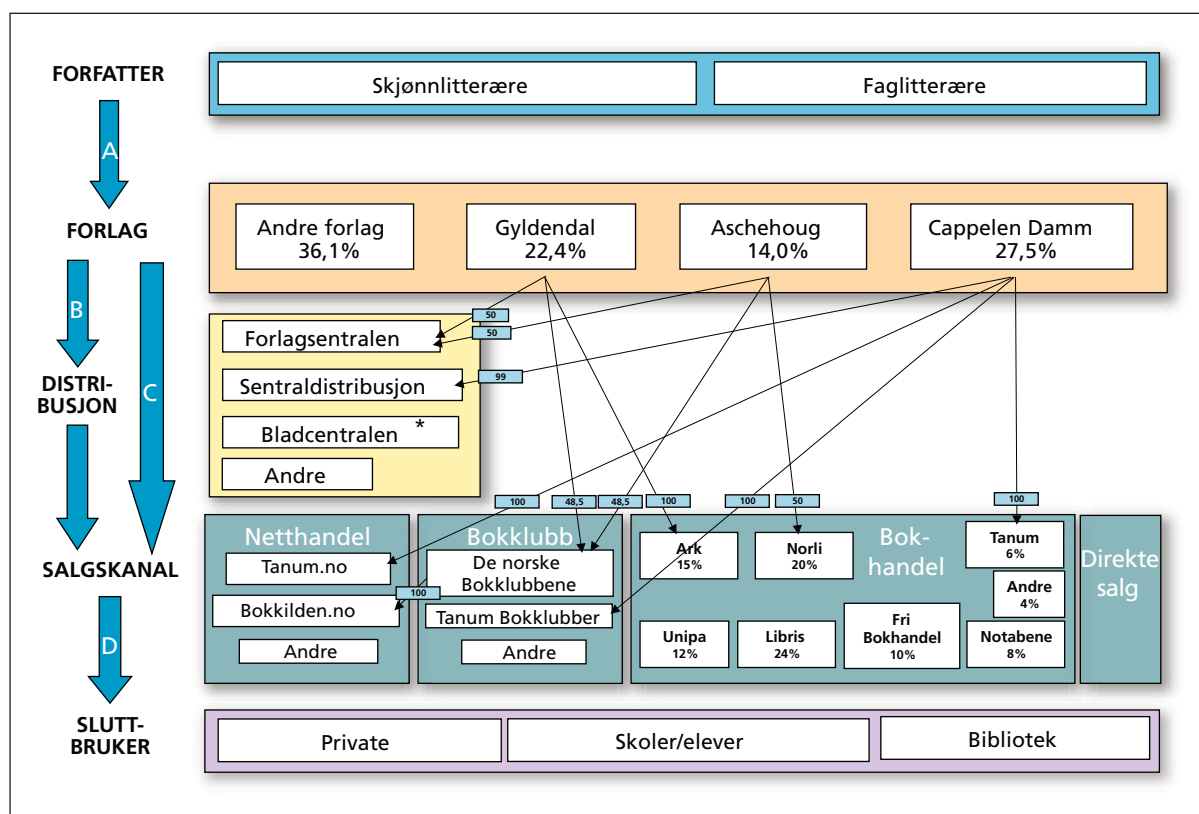 FORFATTER
Skjønnlitterære
Faglitterære
A
FORLAG
Andre forlag
36,1%
Gyldendal
22,4%
Aschehoug
14,0%
Cappelen Damm
27,5%
B
C
50
50
99
Forlagsentralen
Sentraldistribusjon
Bladcentralen *
Andre
DISTRI-
BUSJON
100
48,5
48,5
100
100
50
100
SALGSKANAL
Netthandel
Tanum.no
Bokkilden.no
Andre
100
Bokklubb
De norske
Bokklubbene
Tanum Bokklubber
Andre
Bok-
handel
Ark
15%
Norli
20%
Tanum
6%
Andre
4%
Unipa
12%
Libris
24%
Fri
Bokhandel
10%
Notabene
8%
Direkte
salg
D
SLUTT-
BRUKER
Private
Skoler/elever
Bibliotek